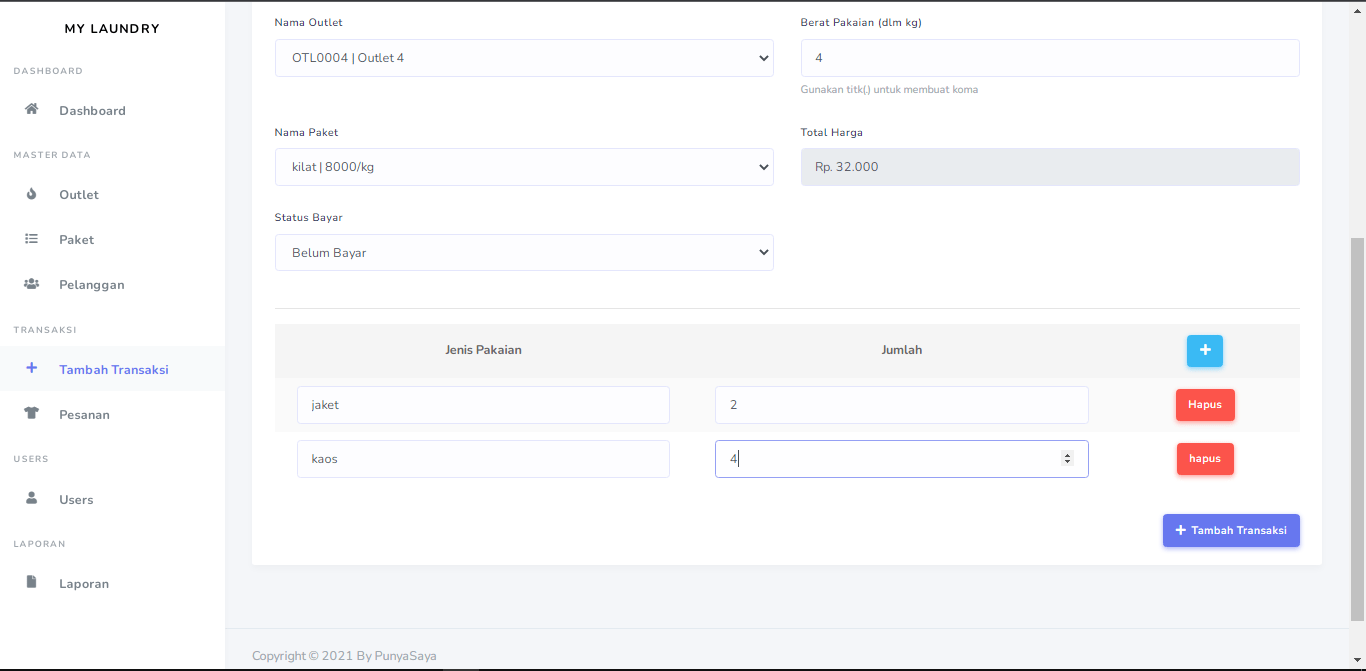 MY LAUNDRY
DASHBOARD
Dashboard
MASTER DATA
Outlet
Paket
Pelanggan
TRANSAKSI
Tambah Transaksi
Pesanan
USERS
Users
LAPORAN
Laporan
Nama Outlet
OTL0004 | Outlet 4
Berat Pakaian (dlm kg)
4
Gunakan titk(.) untuk membuat koma
Nama Paket
kilat | 8000/kg
Total Harga
Rp. 32.000
Status Bayar
Belum Bayar
Jenis Pakaian Jumlah +
jaket 2 Hapus
kaos 4 hapus
+ Tambah Transaksi
Copyright © 2021 By PunyaSaya